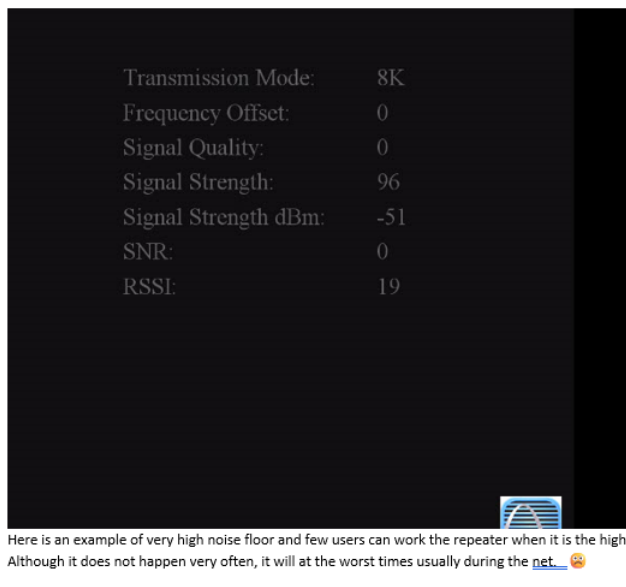 Transmission Mode: 8K
Frequency Offset: 0
Signal Quality: 0
Signal Strength: 96
Signal Strength dBm: -51
SNR: 0
RSSI: 19
Here is an example of very high noise floor and few users can work the repeater when it is the high
Although it does not happen very often, it will at the worst times usually during the net.